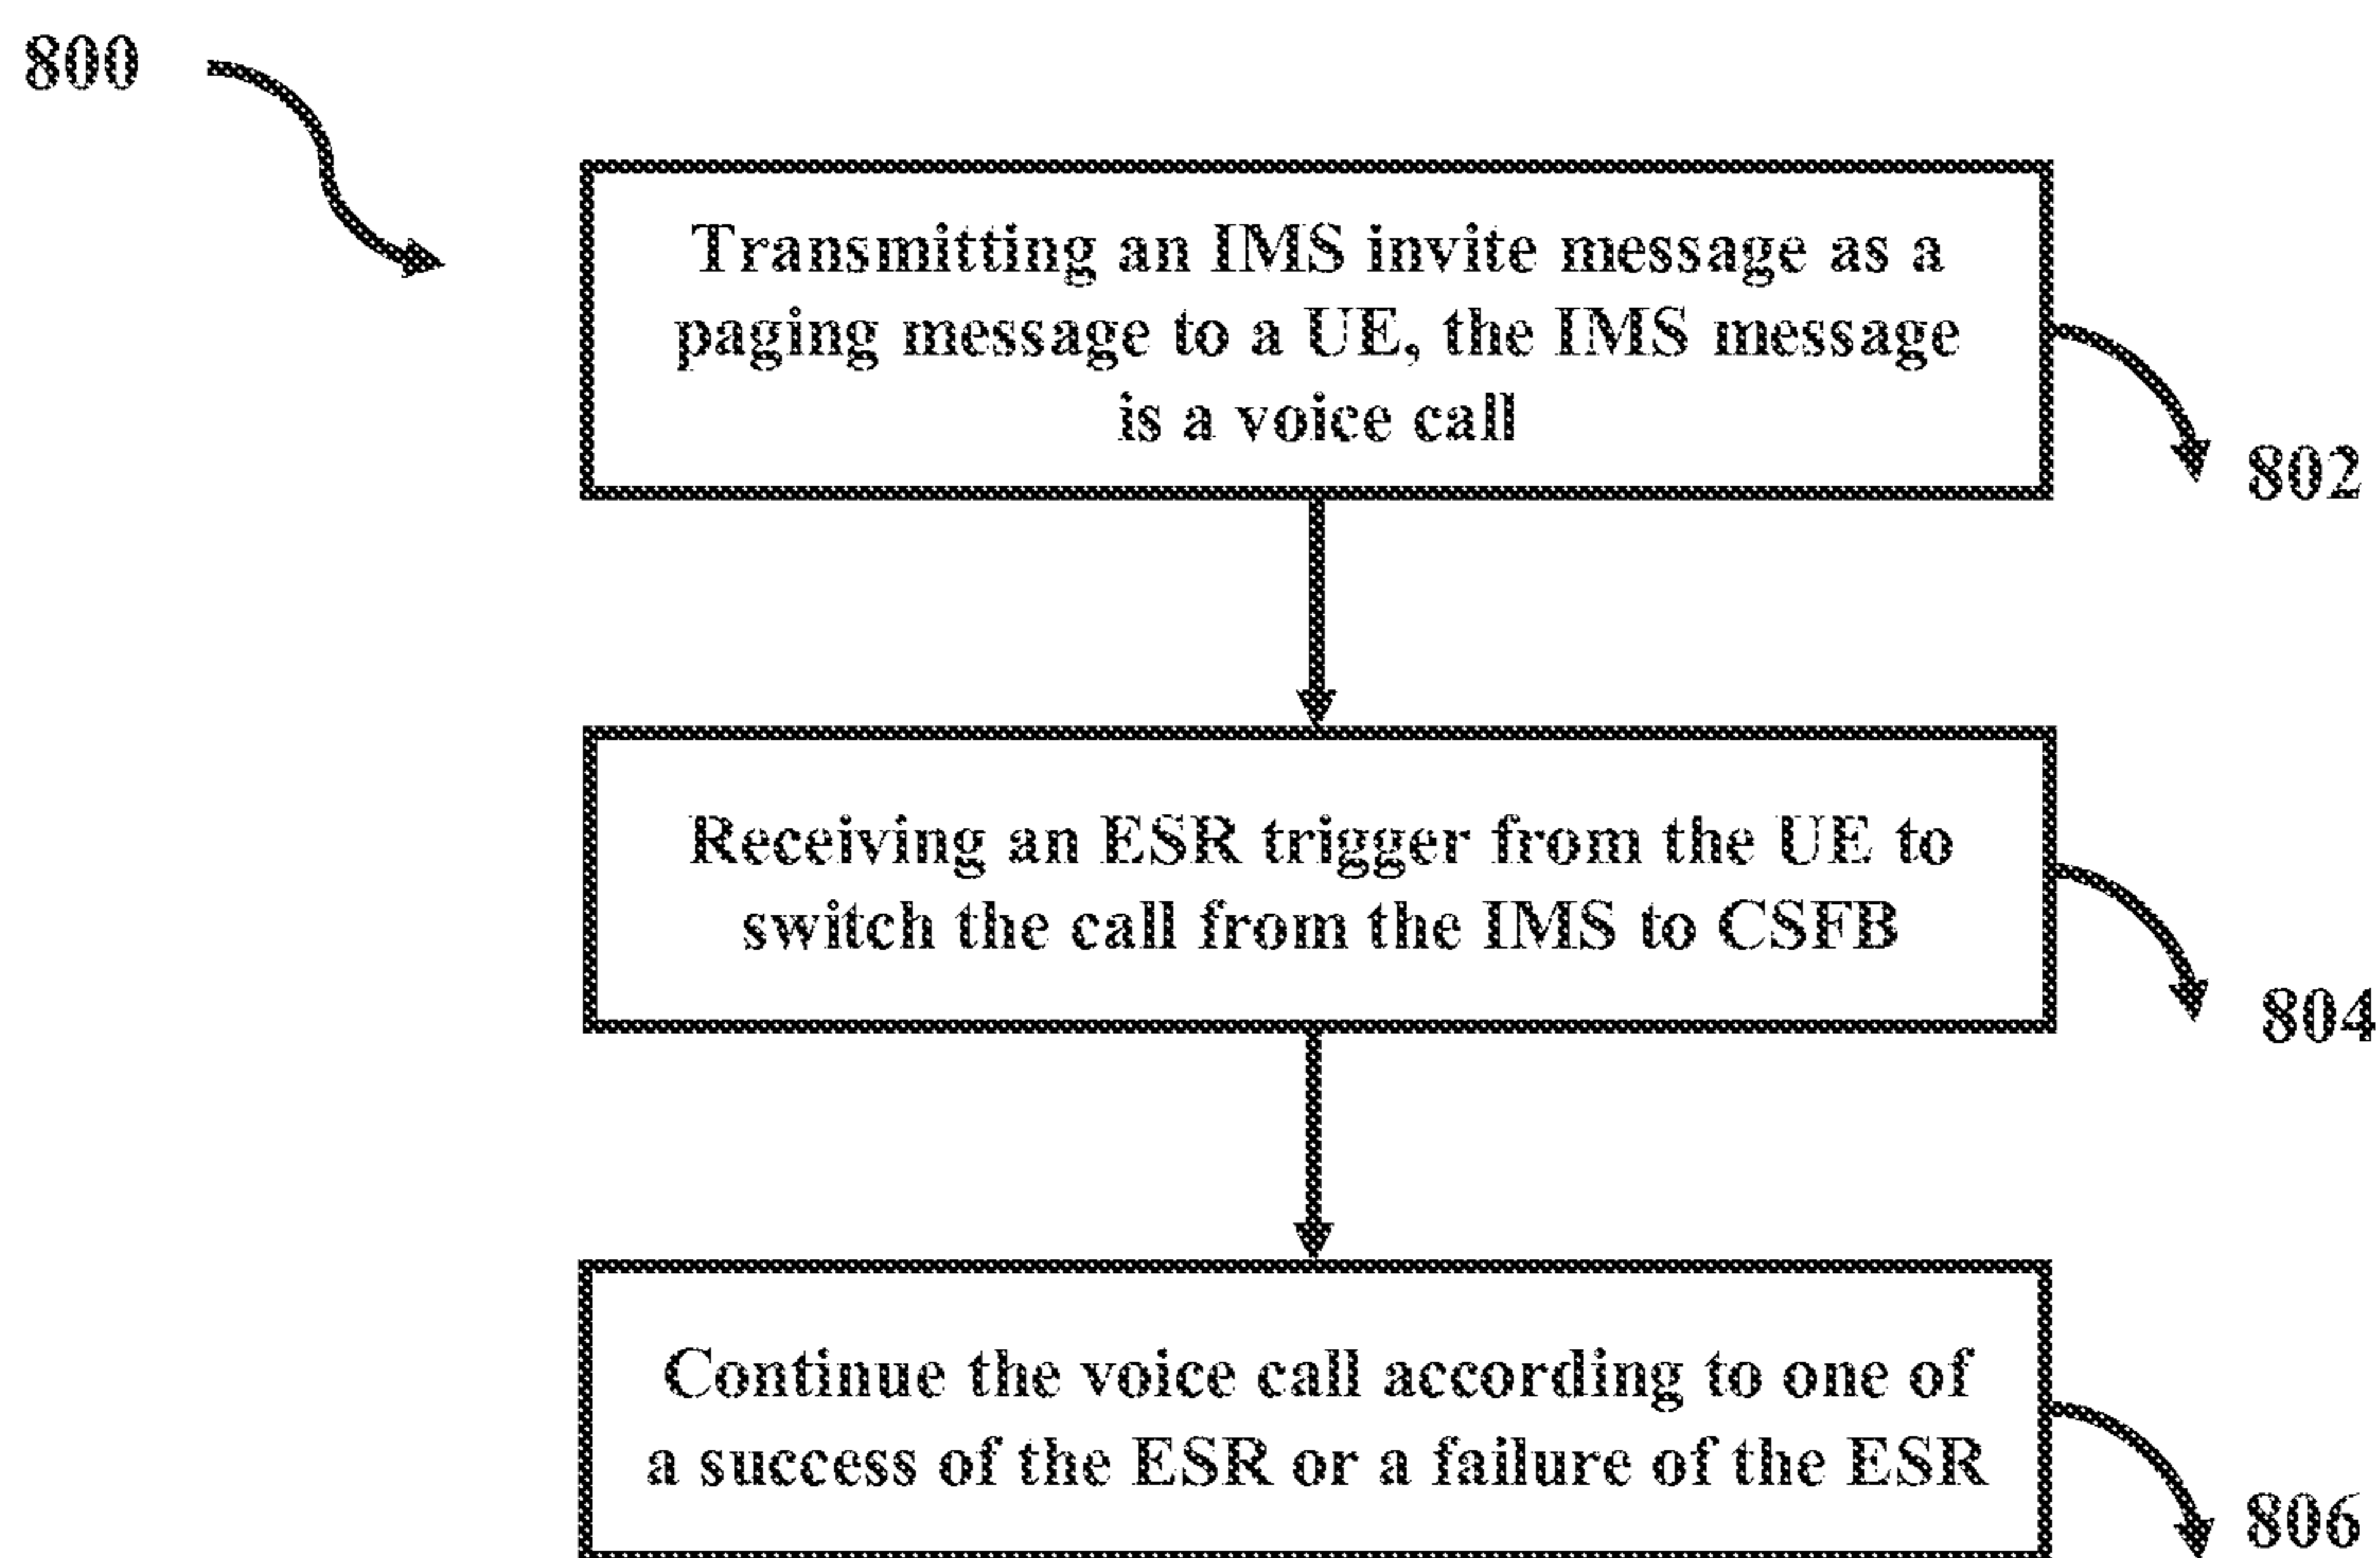 800
Transmitting an IMS invite message as a
paging message to a UE, the IMS message
is a voice call
802
Receiving an ESR trigger from the UE to
switch the call from the IMS to CSFB
804
Continue the voice call according to one of
a success of the ESR or a failure of the ESR
806